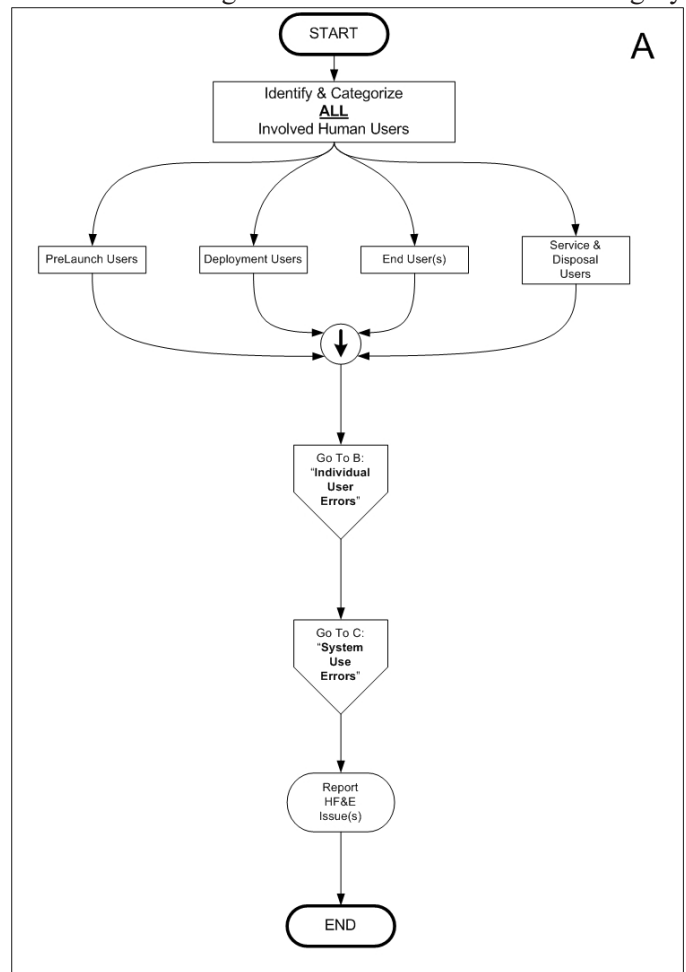 START
A
Identify & Categorize
ALL
Involved Human Users
PreLaunch Users
Deployment Users
End User(s)
Service &
Disposal
Users
Go To B:
“Individual
User
Errors”
Go To C:
“System
Use
Errors”
Report
HF&E
Issue(s)
END